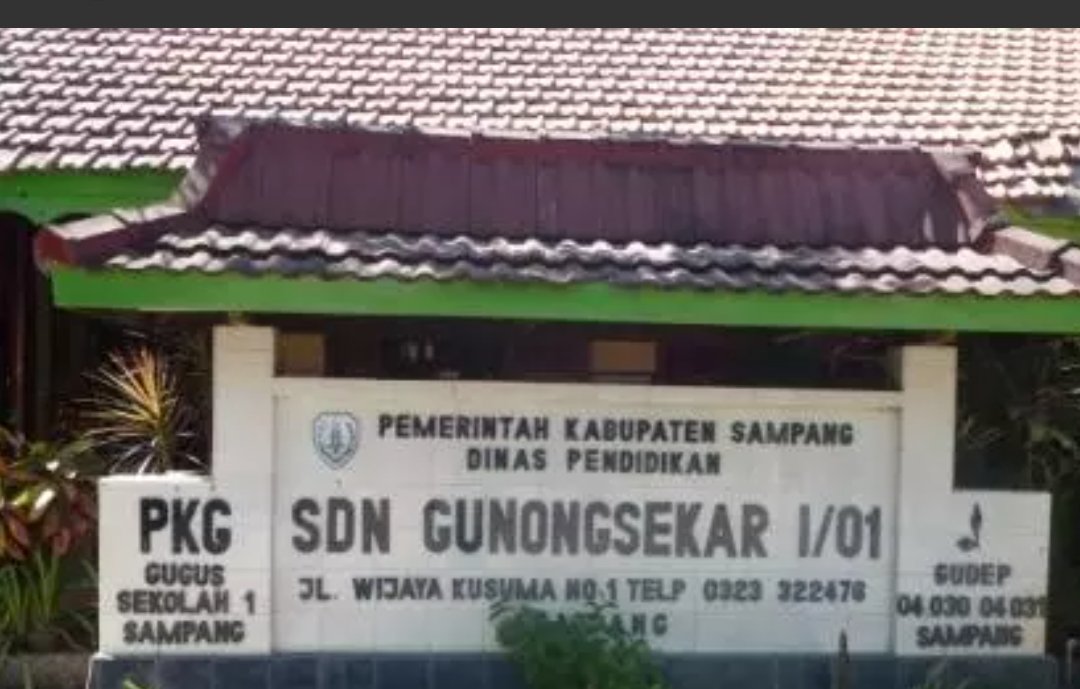 PEMERINTAH KABUPATEN SAMPANG
DINAS PENDIDIKAN
SDN GUNONGSEKAR I/01
JL. WIJAYA KUSUMA NO.1 TELP 0323 322476
PKG
GUGUS
SEKOLAH 1
SAMPANG
GUDEP
04 030 04 031
SAMPANG